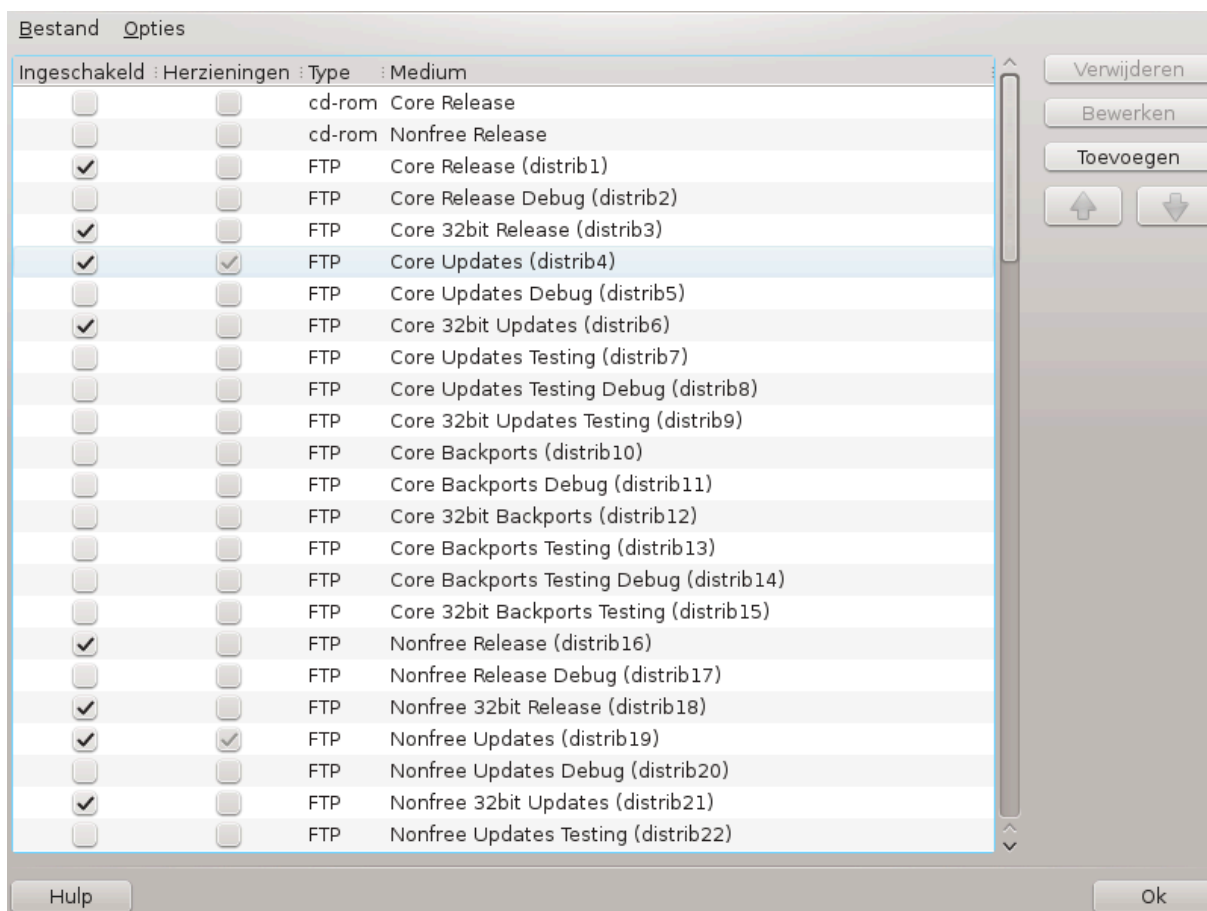 Bestand Opties
Ingeschakeld Herzieningen Type Medium
cd-rom Core Release
cd-rom Nonfree Release
FTP Core Release (distrib1)
FTP Core Release Debug (distrib2)
FTP Core 32bit Release (distrib3)
FTP Core Updates (distrib4)
FTP Core Updates Debug (distrib5)
FTP Core 32bit Updates (distrib6)
FTP Core Updates Testing (distrib7)
FTP Core Updates Testing Debug (distrib8)
FTP Core 32bit Updates Testing (distrib9)
FTP Core Backports (distrib10)
FTP Core Backports Debug (distrib11)
FTP Core 32bit Backports (distrib12)
FTP Core Backports Testing (distrib13)
FTP Core Backports Testing Debug (distrib14)
FTP Core 32bit Backports Testing (distrib15)
FTP Nonfree Release (distrib16)
FTP Nonfree Release Debug (distrib17)
FTP Nonfree 32bit Release (distrib18)
FTP Nonfree Updates (distrib19)
FTP Nonfree Updates Debug (distrib20)
FTP Nonfree 32bit Updates (distrib21)
FTP Nonfree Updates Testing (distrib22)
Verwijderen
Bewerken
Toevoegen
Hulp
Ok